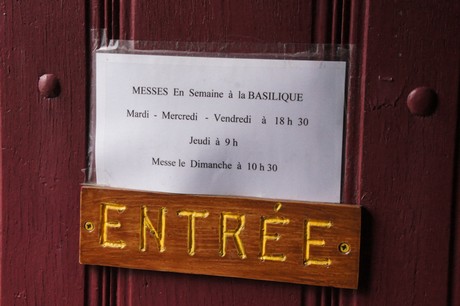 MESSES En Semaine à la BASILIQUE
Mardi - Mercredi - Vendredi à 18 h 30
Jeudi à 9 h
Messe le Dimanche à 10 h 30
ENTRÉE